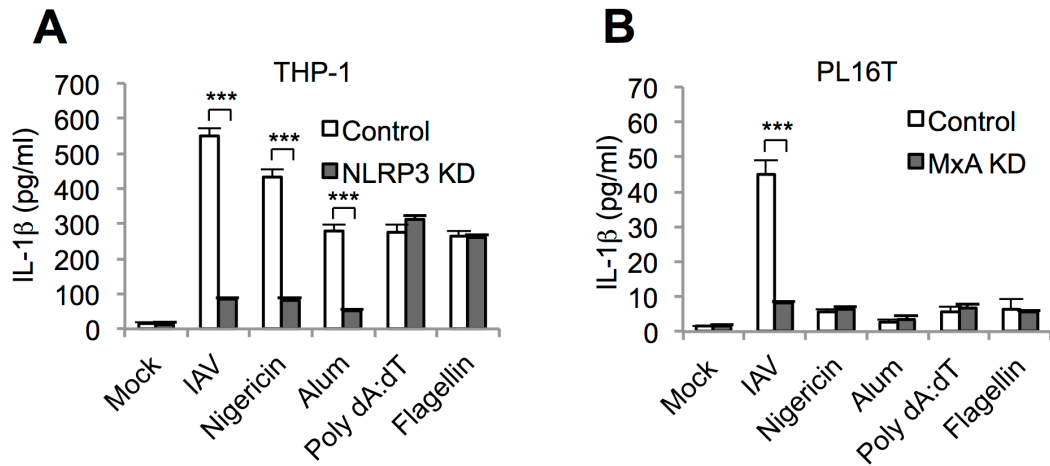 A
THP-1
IL-1β (pg/ml)
700
600
500
400
300
200
100
0
***
***
***
Control
NLRP3 KD
Mock
IAV
Nigericin
Alum
Poly dA:dT
Flagellin
B
PL16T
IL-1β (pg/ml)
70
60
50
40
30
20
10
0
***
Control
MxA KD
Mock
IAV
Nigericin
Alum
Poly dA:dT
Flagellin